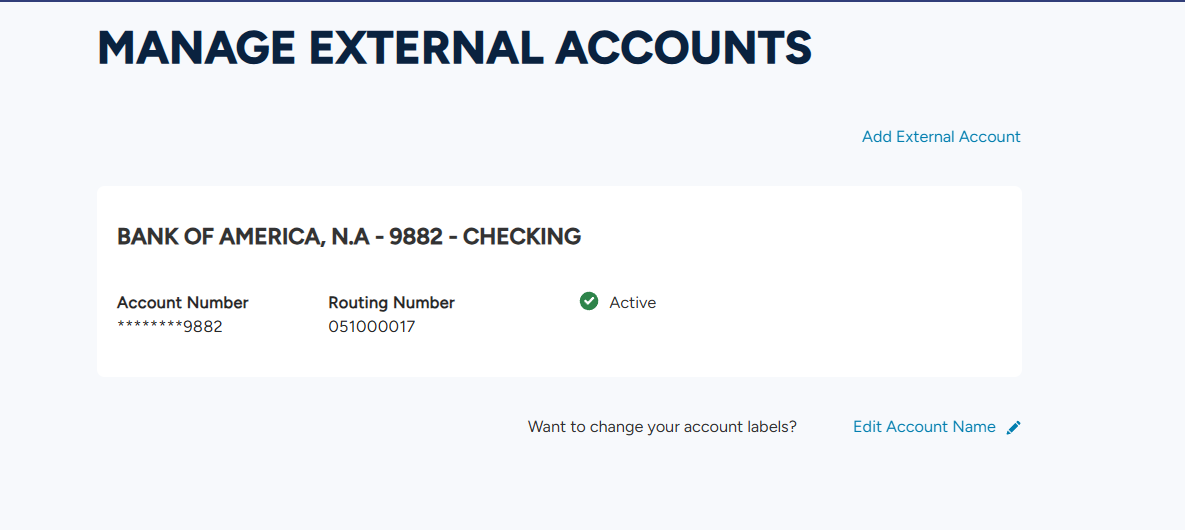 MANAGE EXTERNAL ACCOUNTS
Add External Account
BANK OF AMERICA, N.A - 9882 - CHECKING
Account Number Routing Number Active
********9882 051000017
Want to change your account labels? Edit Account Name